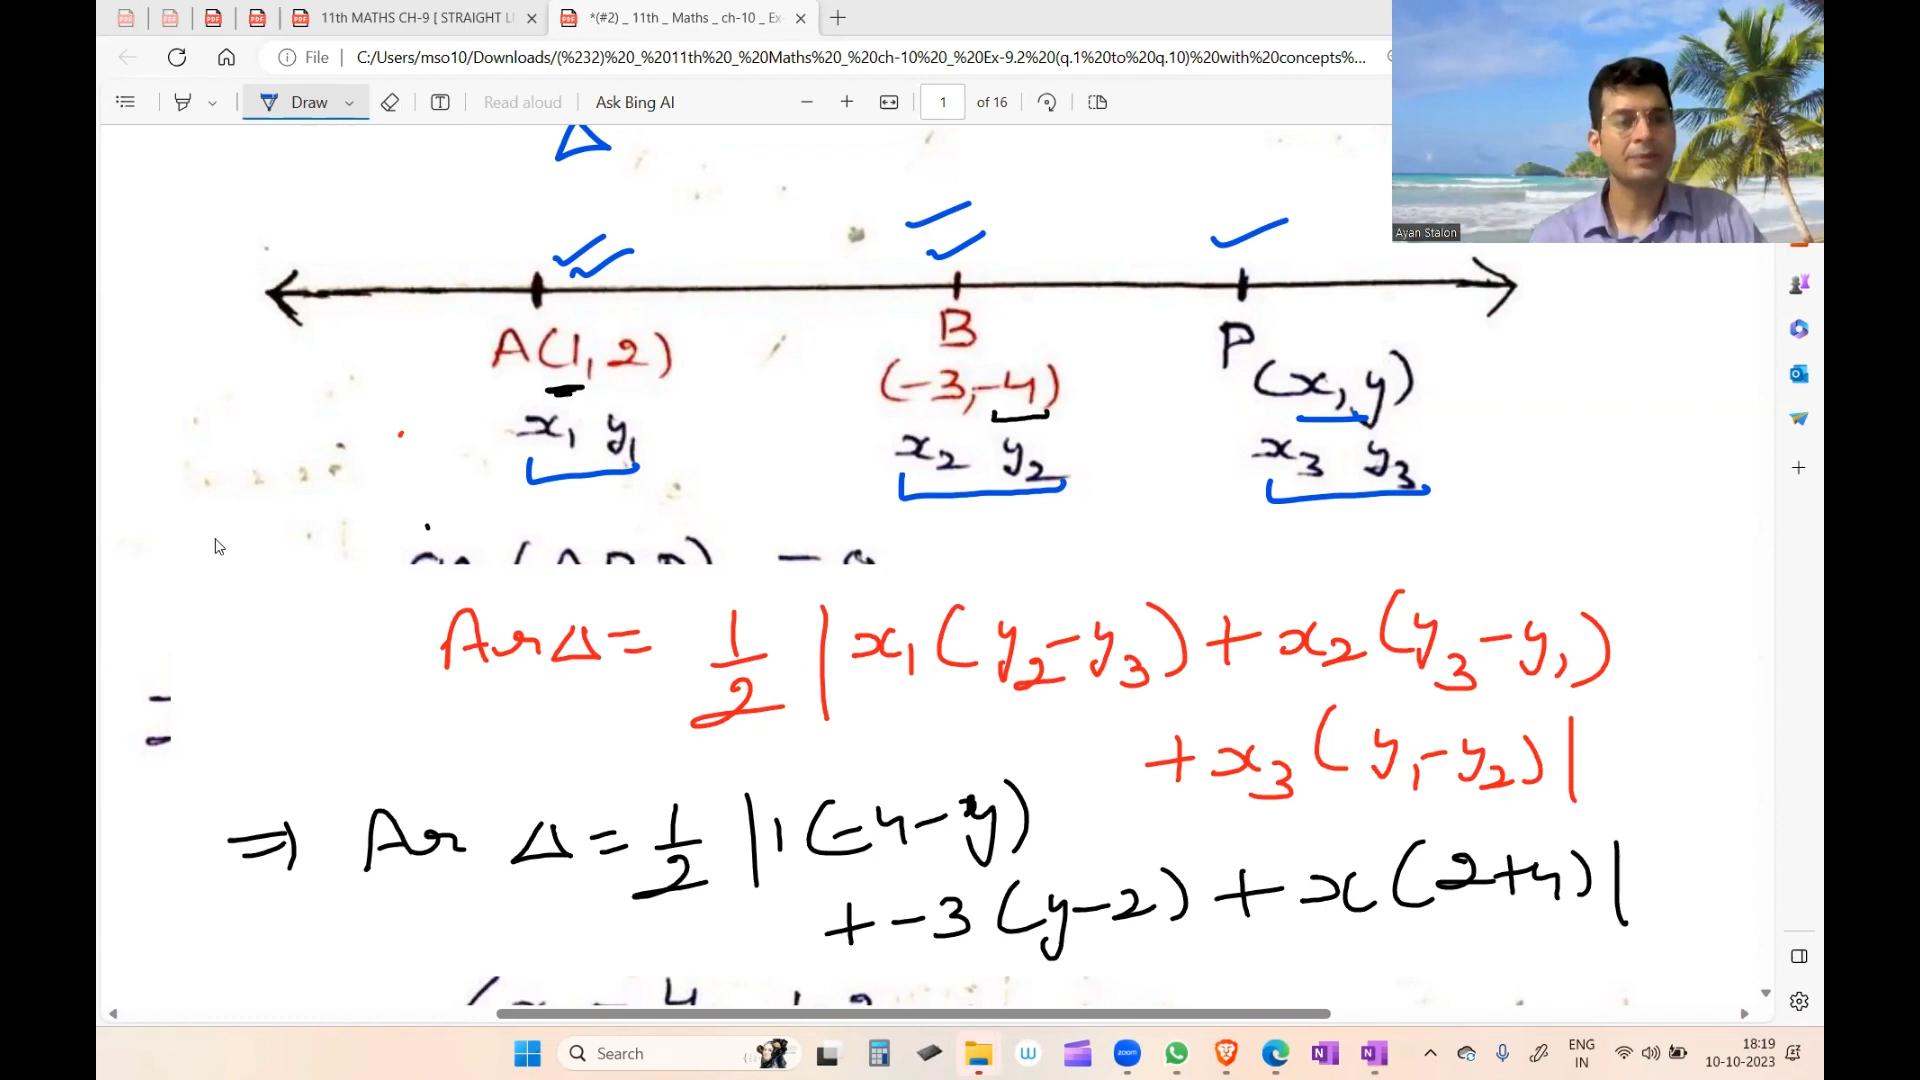 11th MATHS CH-9 [ STRAIGHT L
*(#2) _ 11th _ Maths _ ch-10 _ Ex-
File
C:/Users/mso10/Downloads/(%232)%20_%2011th%20_%20Maths%20_%20ch-10%20_%20Ex-9.2%20(q.1%20to%20q.10)%20with%20concepts%...
Draw
Read aloud
Ask Bing AI
1 of 16
Ayan Stalon
A(1, 2)
B
(-3,-4)
P
(x, y)
x₁ y₁
x₂ y₂
x₃ y₃
Ar Δ = 1/2 | x₁(y₂-y₃) + x₂(y₃-y₁)
+ x₃(y₁-y₂)|
⇒ Ar Δ = 1/2 | 1(-4-y)
+ -3(y-2) + x(2+4)|
Search
zoom
ENG
IN
18:19
10-10-2023